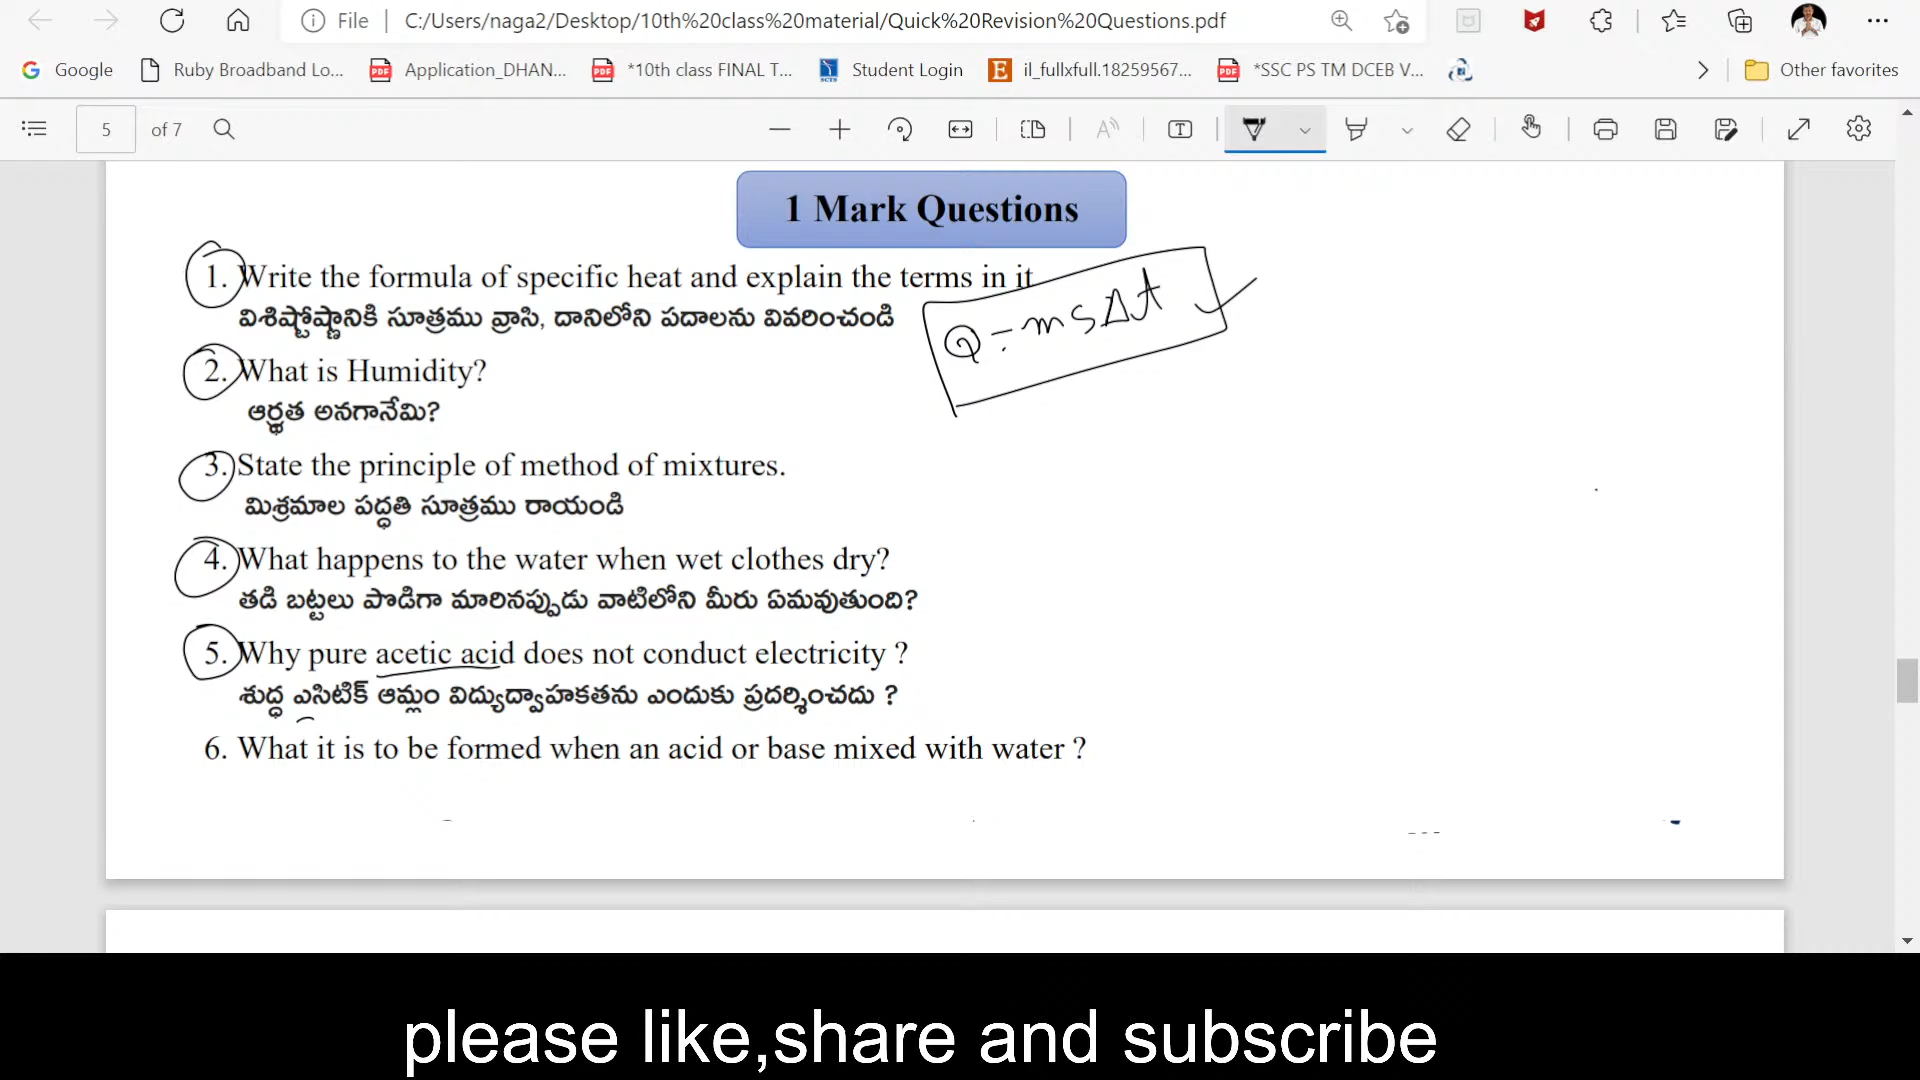 File
C:/Users/naga2/Desktop/10th%20class%20material/Quick%20Revision%20Questions.pdf
Google
Ruby Broadband Lo...
Application_DHAN...
*10th class FINAL T...
Student Login
il_fullxfull.18259567...
*SSC PS TM DCEB V...
Other favorites
5 of 7
1 Mark Questions
1. Write the formula of specific heat and explain the terms in it
విశిష్టోష్ణానికి సూత్రము వ్రాసి, దానిలోని పదాలను వివరించండి
Q = m s Δt
2. What is Humidity?
ఆర్థ్రత అనగానేమి?
3. State the principle of method of mixtures.
మిశ్రమాల పద్ధతి సూత్రము రాయండి
4. What happens to the water when wet clothes dry?
తడి బట్టలు పొడిగా మారినప్పుడు వాటిలోని మీరు ఏమవుతుంది?
5. Why pure acetic acid does not conduct electricity ?
శుద్ధ ఎసిటిక్ ఆమ్లం విద్యుద్వాహకతను ఎందుకు ప్రదర్శించదు ?
6. What it is to be formed when an acid or base mixed with water ?
please like,share and subscribe